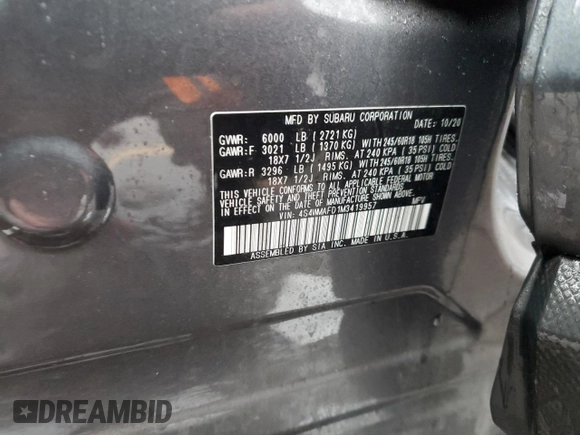 MFD BY SUBARU CORPORATION DATE: 10/20
GVWR: 6000 LB (2721 KG)
GAWR:F 3021 LB (1370 KG) WITH 245/60R18 105H TIRES,
18X7 1/2J RIMS, AT 240 KPA (35 PSI) COLD
GAWR:R 3296 LB (1495 KG) WITH 245/60R18 105H TIRES,
18X7 1/2J RIMS, AT 240 KPA (35 PSI) COLD
THIS VEHICLE CONFORMS TO ALL APPLICABLE FEDERAL MOTOR
VEHICLE SAFETY STANDARDS IN EFFECT ON THE DATE OF
MANUFACTURE SHOWN ABOVE.
VIN: 4S4WMAFD1M3419957 MPV
ASSEMBLED BY SIA INC. MADE IN U.S.A.
DREAMBID